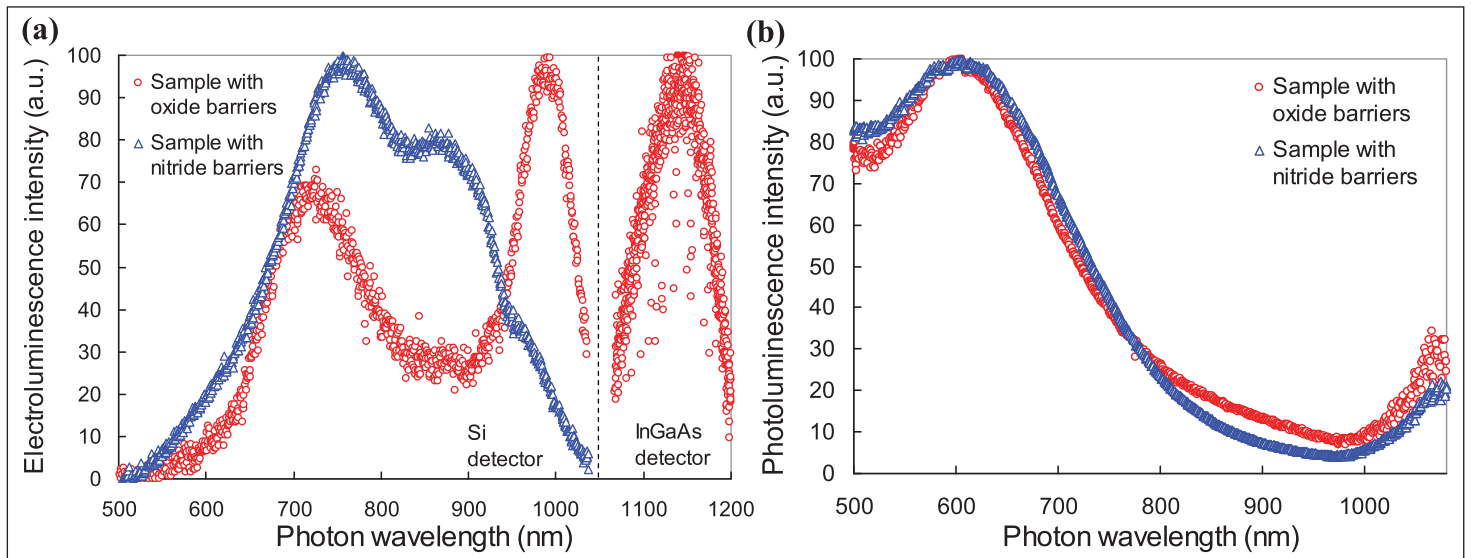 (a)
Electroluminescence intensity (a.u.)
100
90
80
70
60
50
40
30
20
10
0
Sample with
oxide barriers
Sample with
nitride barriers
Si
detector
InGaAs
detector
500 600 700 800 900 1000 1100 1200
Photon wavelength (nm)
(b)
Photoluminescence intensity (a.u.)
100
90
80
70
60
50
40
30
20
10
0
Sample with
oxide barriers
Sample with
nitride barriers
500 600 700 800 900 1000
Photon wavelength (nm)